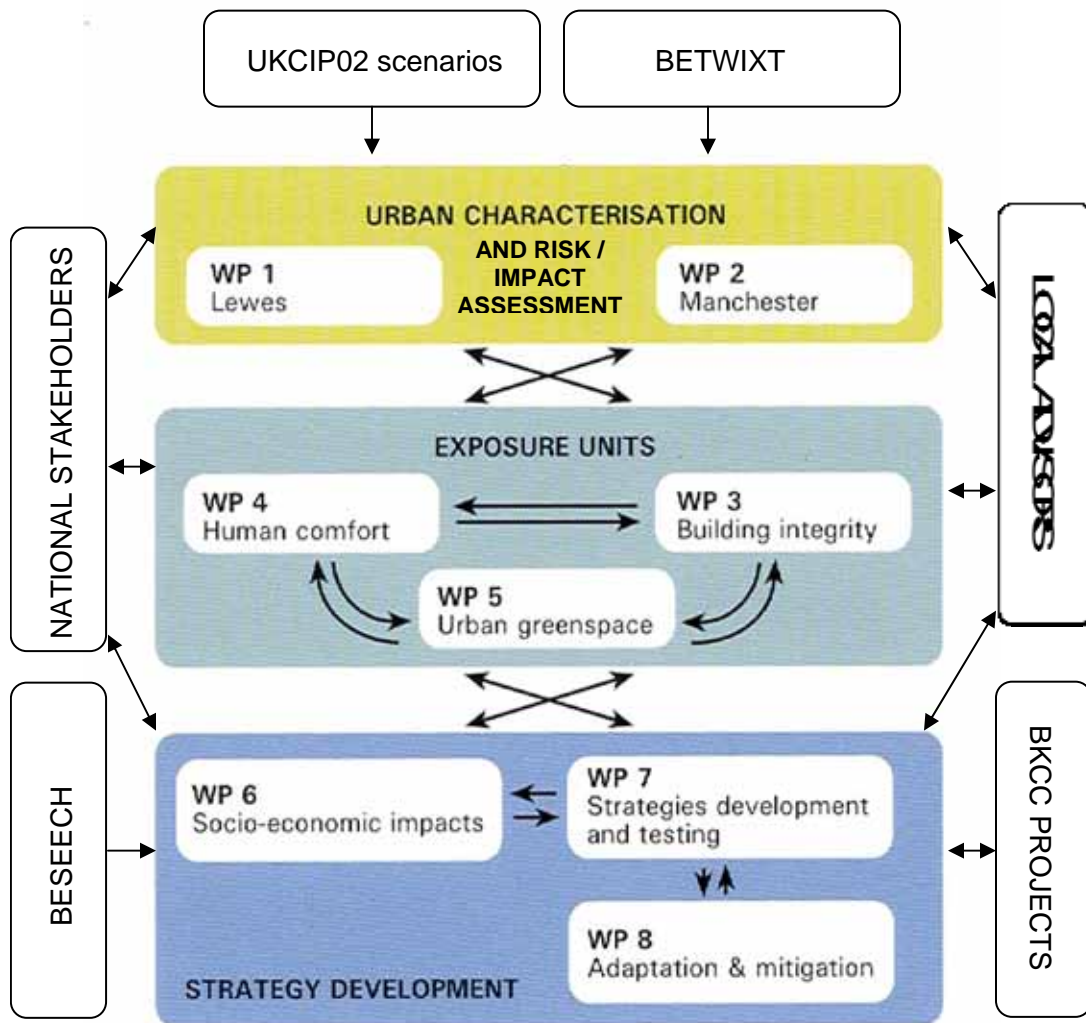 UKCIP02 scenarios
BETWIXT
URBAN CHARACTERISATION
AND RISK /
IMPACT
ASSESSMENT
WP 1
Lewes
WP 2
Manchester
NATIONAL STAKEHOLDERS
EXPOSURE UNITS
WP 4
Human comfort
WP 3
Building integrity
WP 5
Urban greenspace
BESEECH
WP 6
Socio-economic impacts
WP 7
Strategies development
and testing
WP 8
Adaptation & mitigation
STRATEGY DEVELOPMENT
BKCC PROJECTS